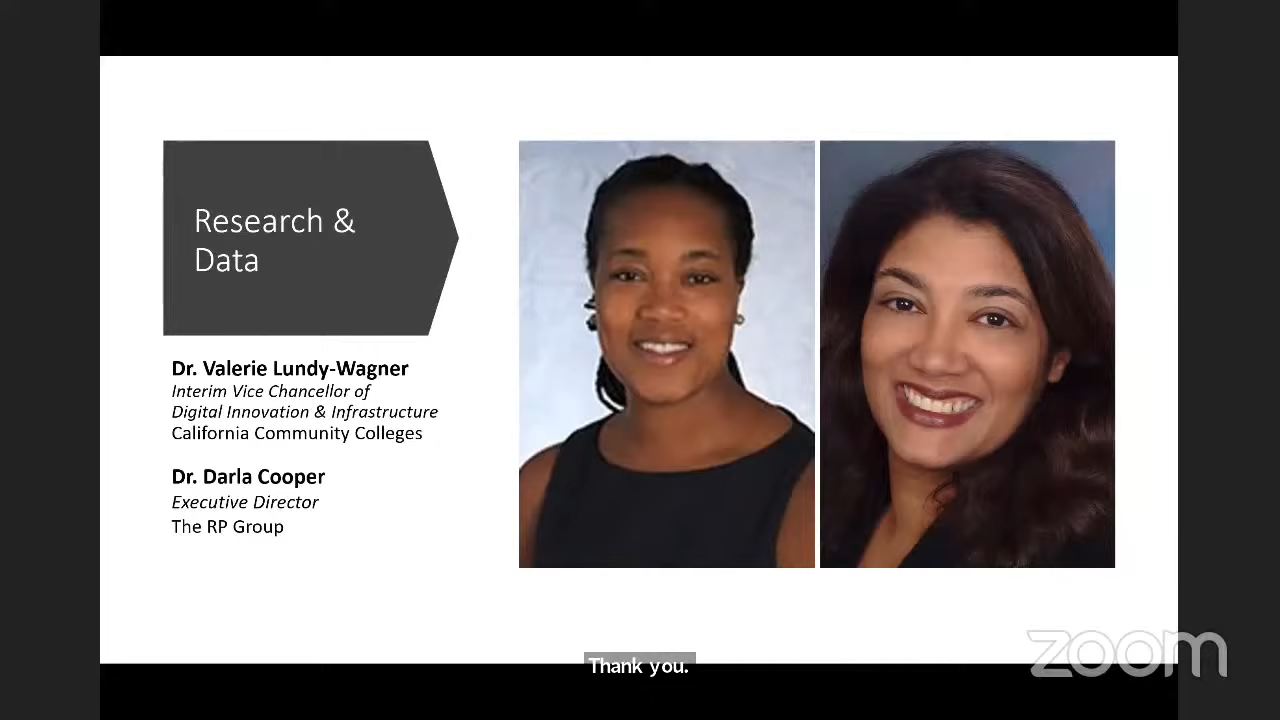 Research &
Data
Dr. Valerie Lundy-Wagner
Interim Vice Chancellor of
Digital Innovation & Infrastructure
California Community Colleges
Dr. Darla Cooper
Executive Director
The RP Group
Thank you.
zoom